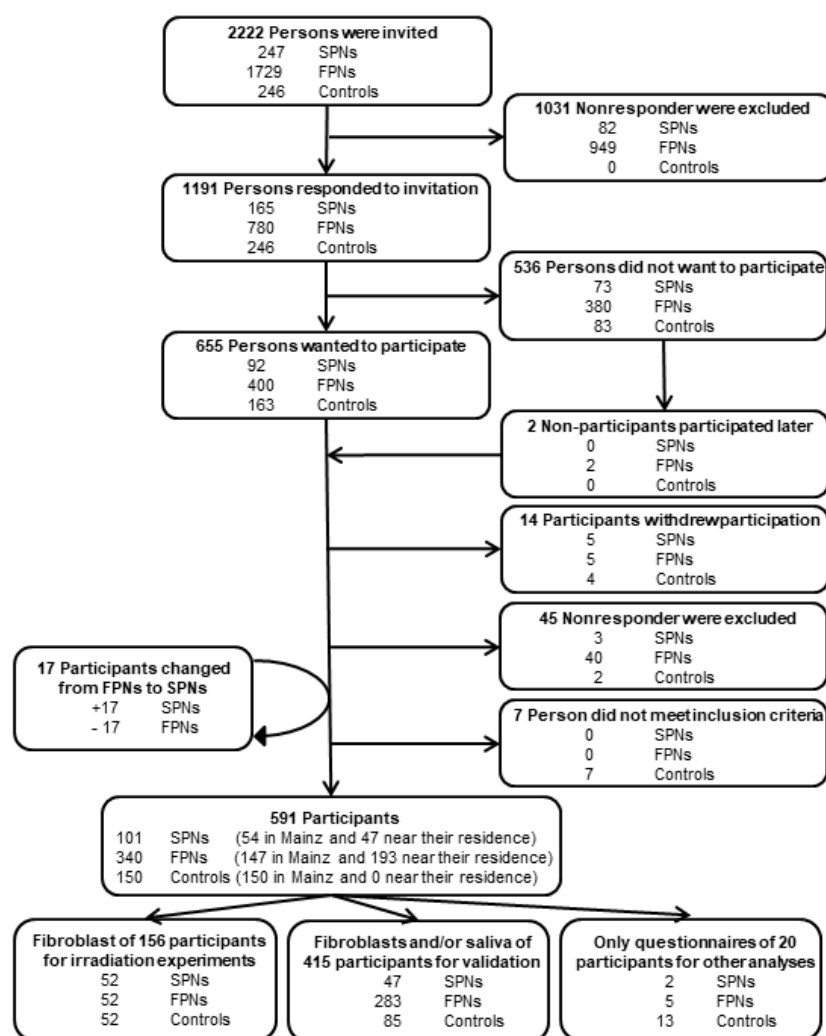 2222 Persons were invited
247 SPNs
1729 FPNs
246 Controls
1031 Nonresponder were excluded
82 SPNs
949 FPNs
0 Controls
1191 Persons responded to invitation
165 SPNs
780 FPNs
246 Controls
536 Persons did not want to participate
73 SPNs
380 FPNs
83 Controls
655 Persons wanted to participate
92 SPNs
400 FPNs
163 Controls
2 Non-participants participated later
0 SPNs
2 FPNs
0 Controls
14 Participants withdrew participation
5 SPNs
5 FPNs
4 Controls
45 Nonresponder were excluded
3 SPNs
40 FPNs
2 Controls
17 Participants changed
from FPNs to SPNs
+17 SPNs
- 17 FPNs
7 Person did not meet inclusion criteria
0 SPNs
0 FPNs
7 Controls
591 Participants
101 SPNs (54 in Mainz and 47 near their residence)
340 FPNs (147 in Mainz and 193 near their residence)
150 Controls (150 in Mainz and 0 near their residence)
Fibroblast of 156 participants
for irradiation experiments
52 SPNs
52 FPNs
52 Controls
Fibroblasts and/or saliva of
415 participants for validation
47 SPNs
283 FPNs
85 Controls
Only questionnaires of 20
participants for other analyses
2 SPNs
5 FPNs
13 Controls